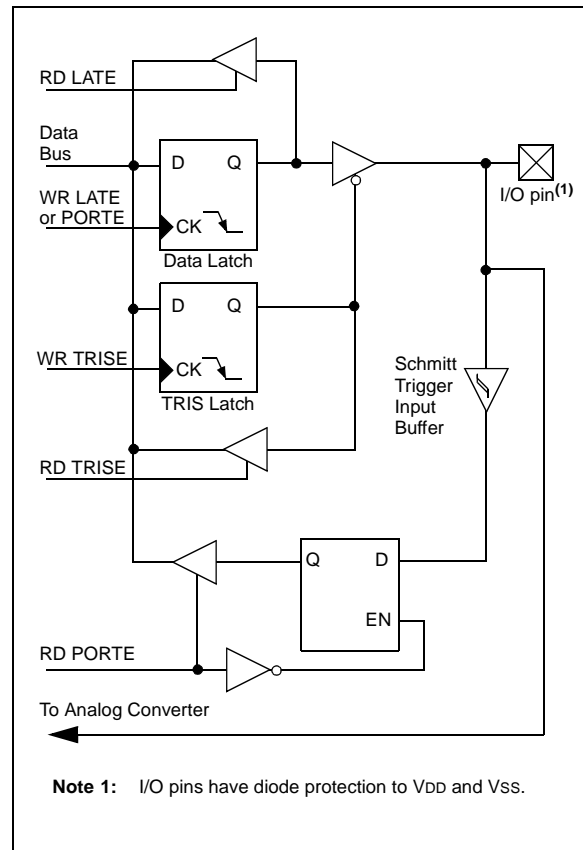 RD LATE
Data
Bus
D Q
I/O pin(1)
WR LATE
or PORTE
CK
Data Latch
D Q
WR TRISE
CK
TRIS Latch
Schmitt
Trigger
Input
Buffer
RD TRISE
Q D
EN
RD PORTE
To Analog Converter
Note 1: I/O pins have diode protection to VDD and VSS.